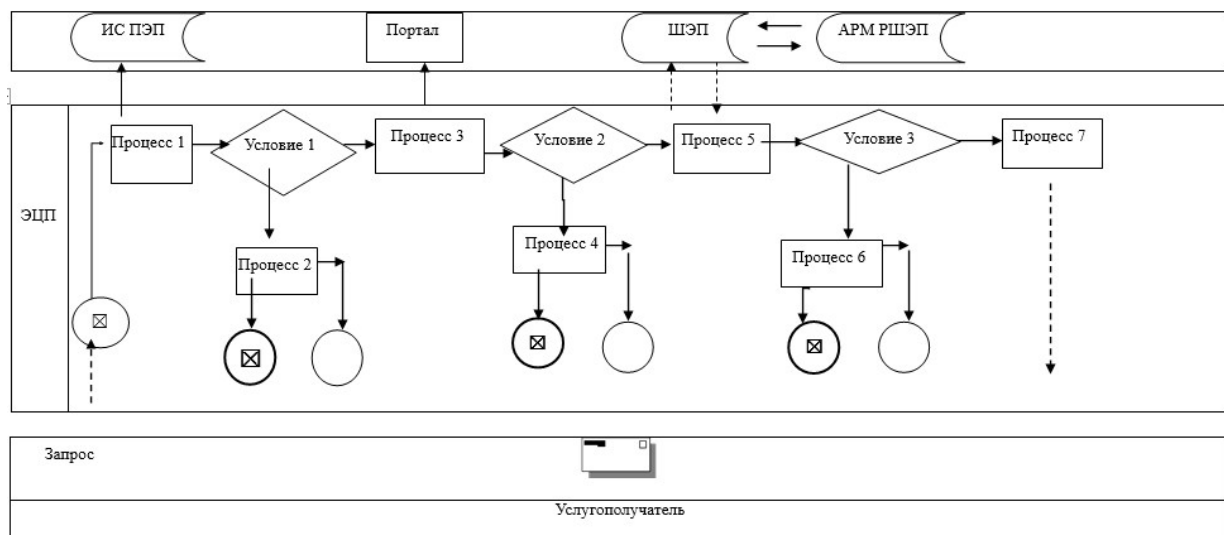 ИС ПЭП
Портал
ШЭП
АРМ РШЭП
Процесс 1
Условие 1
Процесс 3
Условие 2
Процесс 5
Условие 3
Процесс 7
ЭЦП
Процесс 2
Процесс 4
Процесс 6
Запрос
Услугополучатель